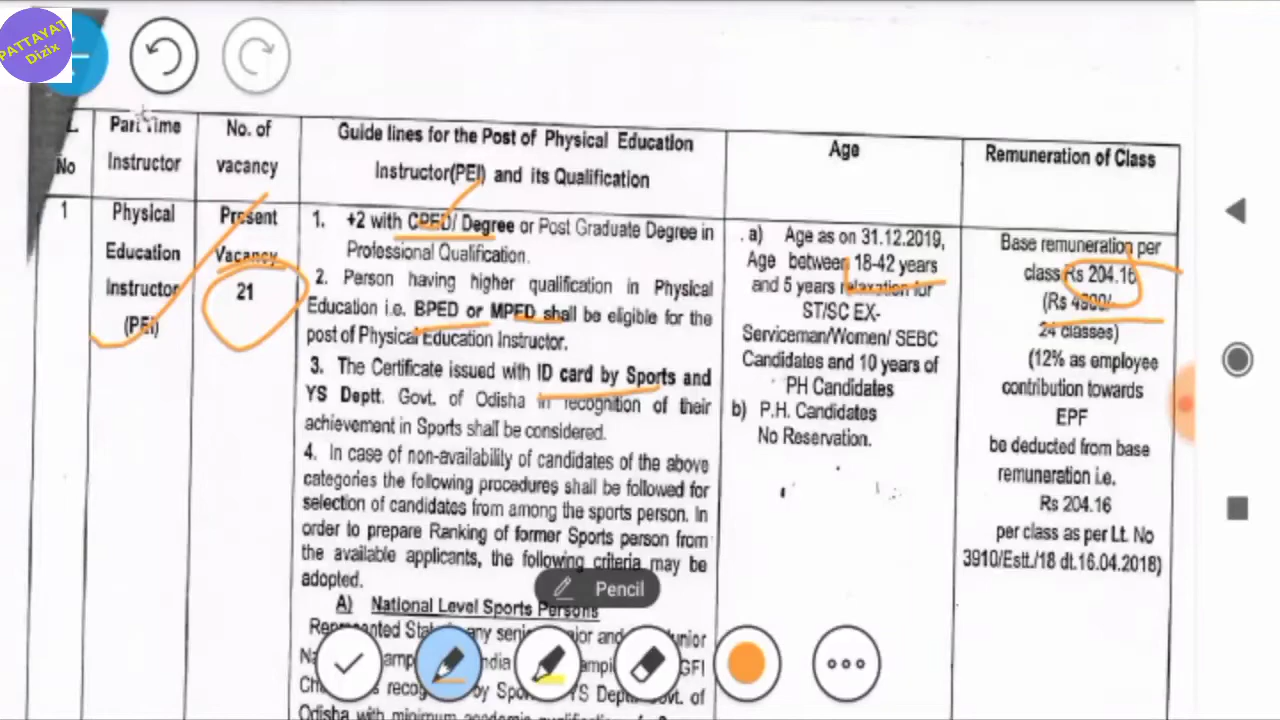 PATTAYAT
Dizix
No
Part Time
Instructor
No. of
vacancy
Guide lines for the Post of Physical Education
Instructor(PEI) and its Qualification
Age
Remuneration of Class
1
Physical
Education
Instructor
(PEI)
Present
Vacancy
21
1. +2 with CPED/ Degree or Post Graduate Degree in
Professional Qualification.
2. Person having higher qualification in Physical
Education i.e. BPED or MPED shall be eligible for the
post of Physical Education Instructor.
3. The Certificate issued with ID card by Sports and
YS Deptt. Govt. of Odisha in recognition of their
achievement in Sports shall be considered.
4. In case of non-availability of candidates of the above
categories the following procedures shall be followed for
selection of candidates from among the sports person. In
order to prepare Ranking of former Sports person from
the available applicants, the following criteria may be
adopted.
A) National Level Sports Persons
a) Age as on 31.12.2019,
Age between 18-42 years
and 5 years relaxation for
ST/SC EX-
Serviceman/Women/ SEBC
Candidates and 10 years of
PH Candidates
b) P.H. Candidates
No Reservation.
Base remuneration per
class Rs 204.16
(Rs 4900/-
24 classes)
(12% as employee
contribution towards
EPF
be deducted from base
remuneration i.e.
Rs 204.16
per class as per Lt. No
3910/Estt./18 dt.16.04.2018)
Pencil
any
by
Odisha with minimum academic qualification of